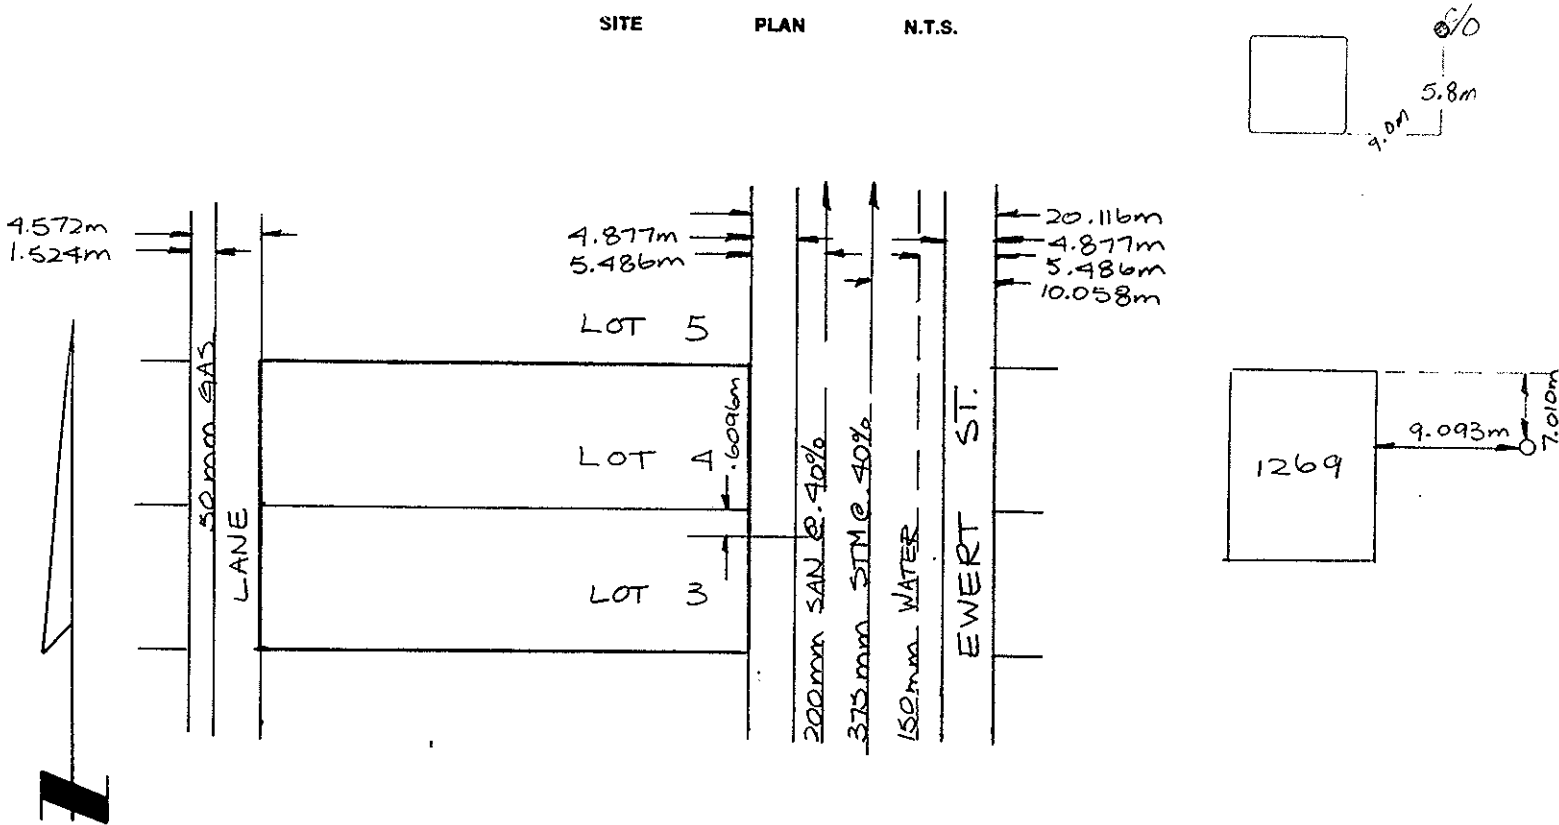 SITE PLAN N.T.S.
C/O
5.8m
9.0m
4.572m
1.524m
4.877m
5.486m
20.116m
4.877m
5.486m
10.058m
LOT 5
50mm GAS
LANE
.6096m
LOT 4
LOT 3
200mm SAN @ .40%
375mm STM @ .40%
150mm WATER
EWERT ST.
1269
9.093m
7.010m